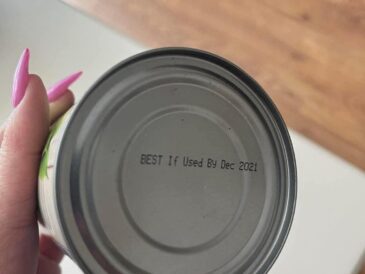 BEST If Used By Dec 2021